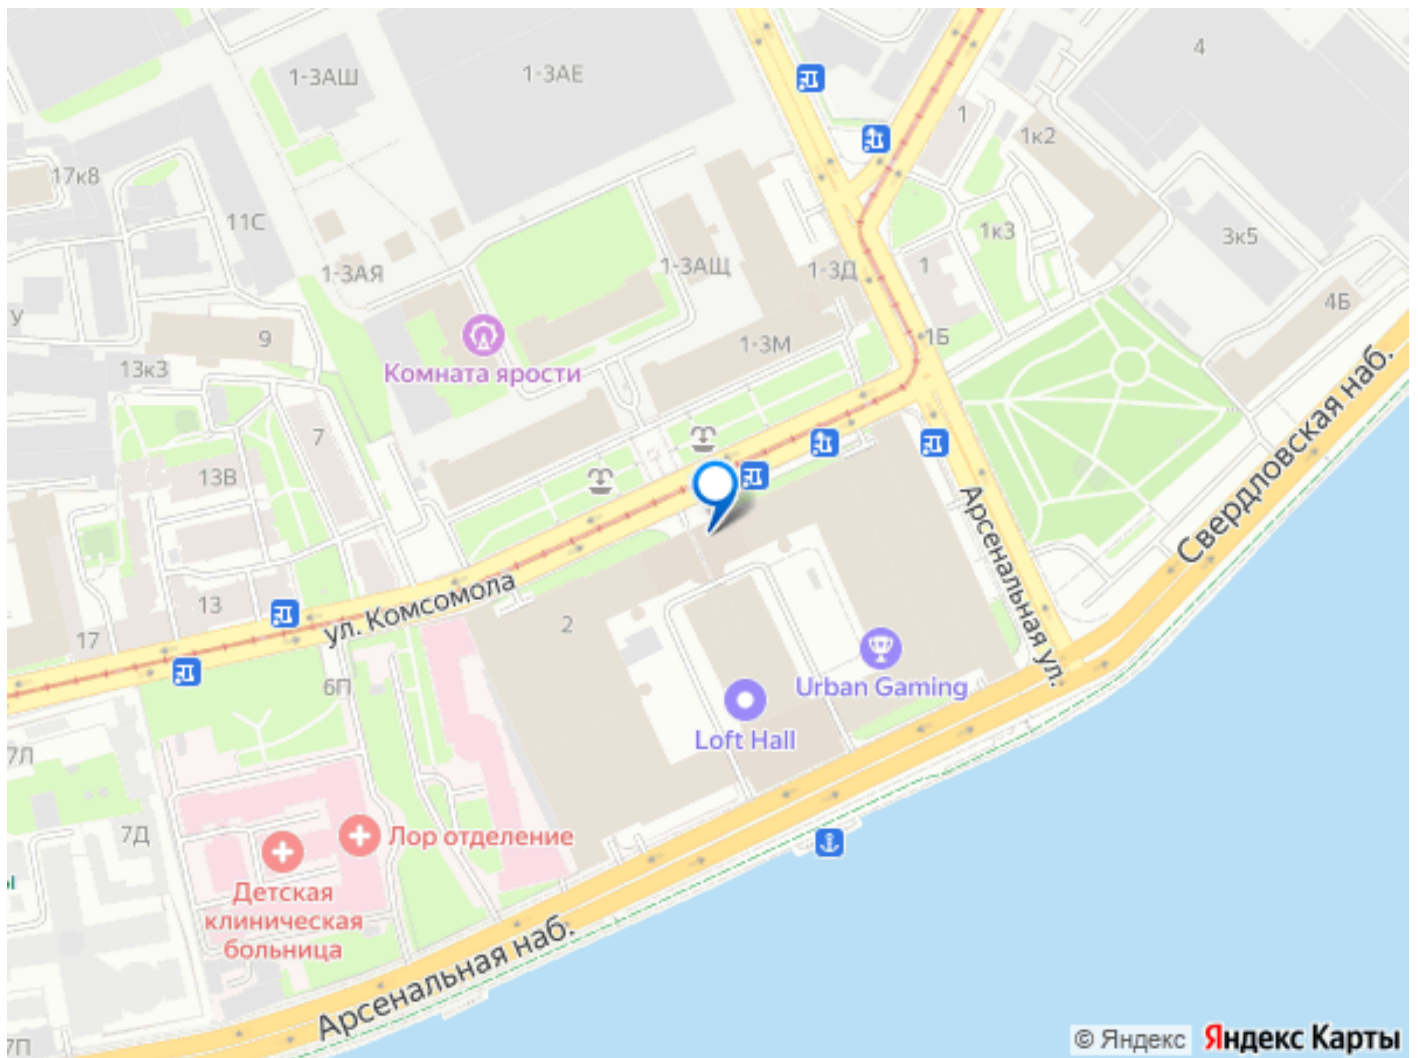 4
1-3АШ
1-3АЕ
1
1к2
17к8
11С
1к3
3к5
1-3АЯ
1-3АЩ
1-3Д
1
4Б
У
9
1-3М
1Б
13к3
Комната ярости
7
13В
Свердловская наб.
Арсенальная ул.
13
ул. Комсомола
2
17
6П
Urban Gaming
Loft Hall
7Л
7Д
Лор отделение
ы
Детская
клиническая
больница
Арсенальная наб.
7П
© Яндекс Яндекс Карты